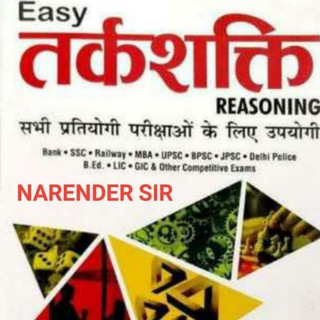 Easy
तर्कशक्ति
REASONING
सभी प्रतियोगी परीक्षाओं के लिए उपयोगी
Bank • SSC • Railway • MBA • UPSC • BPSC • JPSC • Delhi Police
B.Ed. • LIC • GIC & Other Competitive Exams
NARENDER SIR